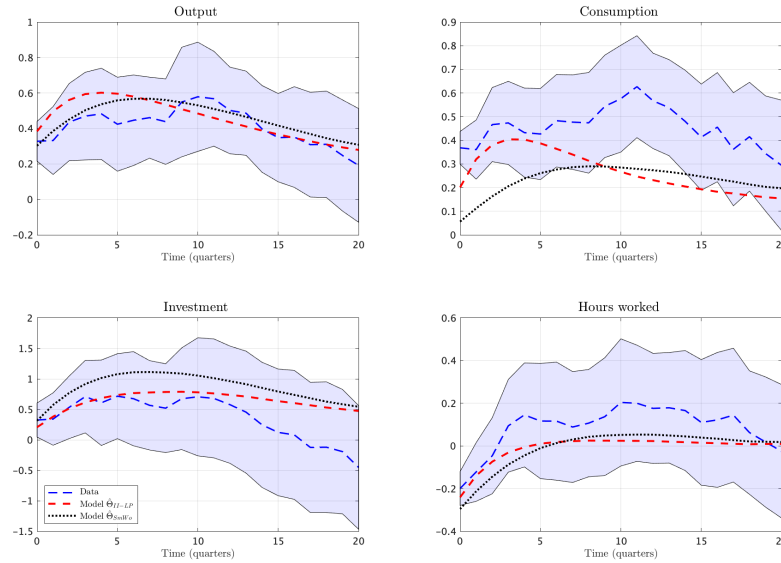 Output
1
0.8
0.6
0.4
0.2
0
-0.2
0 5 10 15 20
Time (quarters)
Consumption
0.9
0.8
0.7
0.6
0.5
0.4
0.3
0.2
0.1
0
0 5 10 15 20
Time (quarters)
Investment
2
1.5
1
0.5
0
-0.5
-1
-1.5
0 5 10 15 20
Time (quarters)
Data
Model Θ̂_{II−LP}
Model Θ̂_{SmWo}
Hours worked
0.6
0.4
0.2
0
-0.2
-0.4
0 5 10 15 20
Time (quarters)